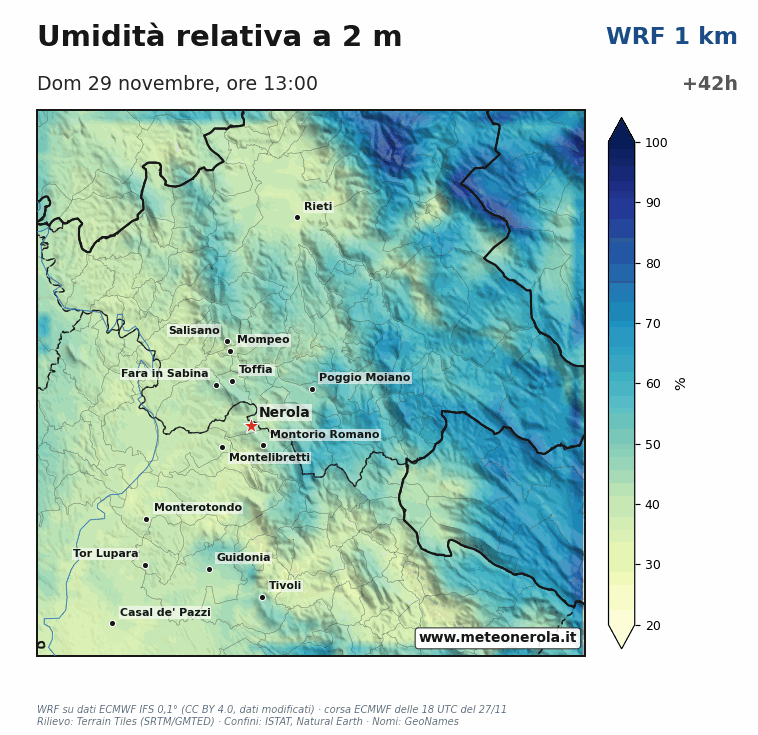 Umidità relativa a 2 m
WRF 1 km
Dom 29 novembre, ore 13:00
+42h
Rieti
Salisano
Mompeo
Toffia
Fara in Sabina
Poggio Moiano
Nerola
Montorio Romano
Montelibretti
Monterotondo
Tor Lupara
Guidonia
Tivoli
Casal de' Pazzi
www.meteonerola.it
100
90
80
70
60
50
40
30
20
%
WRF su dati ECMWF IFS 0,1° (CC BY 4.0, dati modificati) · corsa ECMWF delle 18 UTC del 27/11
Rilievo: Terrain Tiles (SRTM/GMTED) · Confini: ISTAT, Natural Earth · Nomi: GeoNames